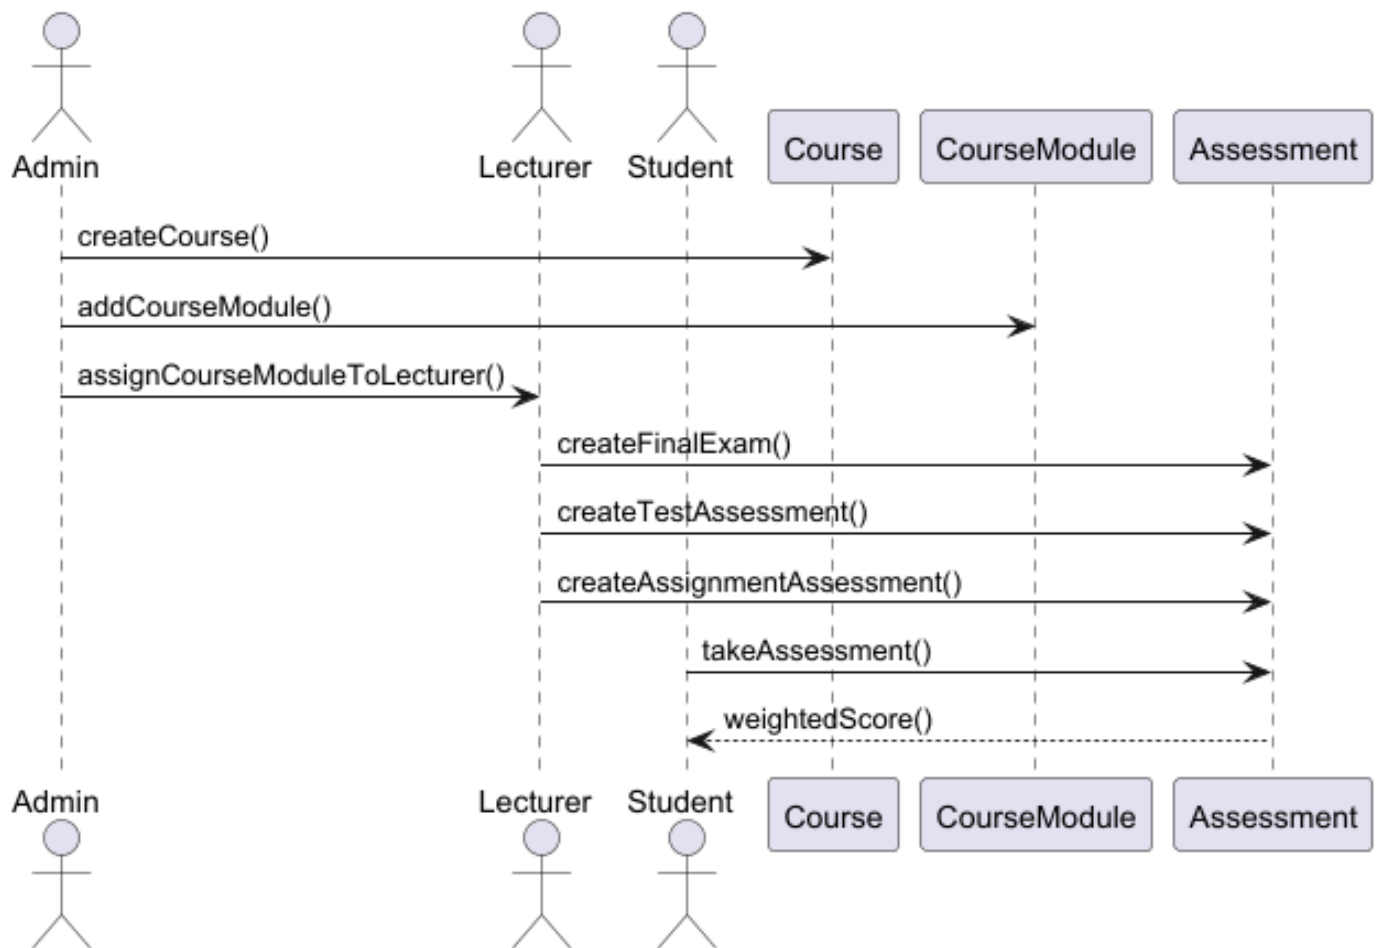 Admin
Lecturer
Student
Course
CourseModule
Assessment
createCourse()
addCourseModule()
assignCourseModuleToLecturer()
createFinalExam()
createTestAssessment()
createAssignmentAssessment()
takeAssessment()
weightedScore()
Admin
Lecturer
Student
Course
CourseModule
Assessment